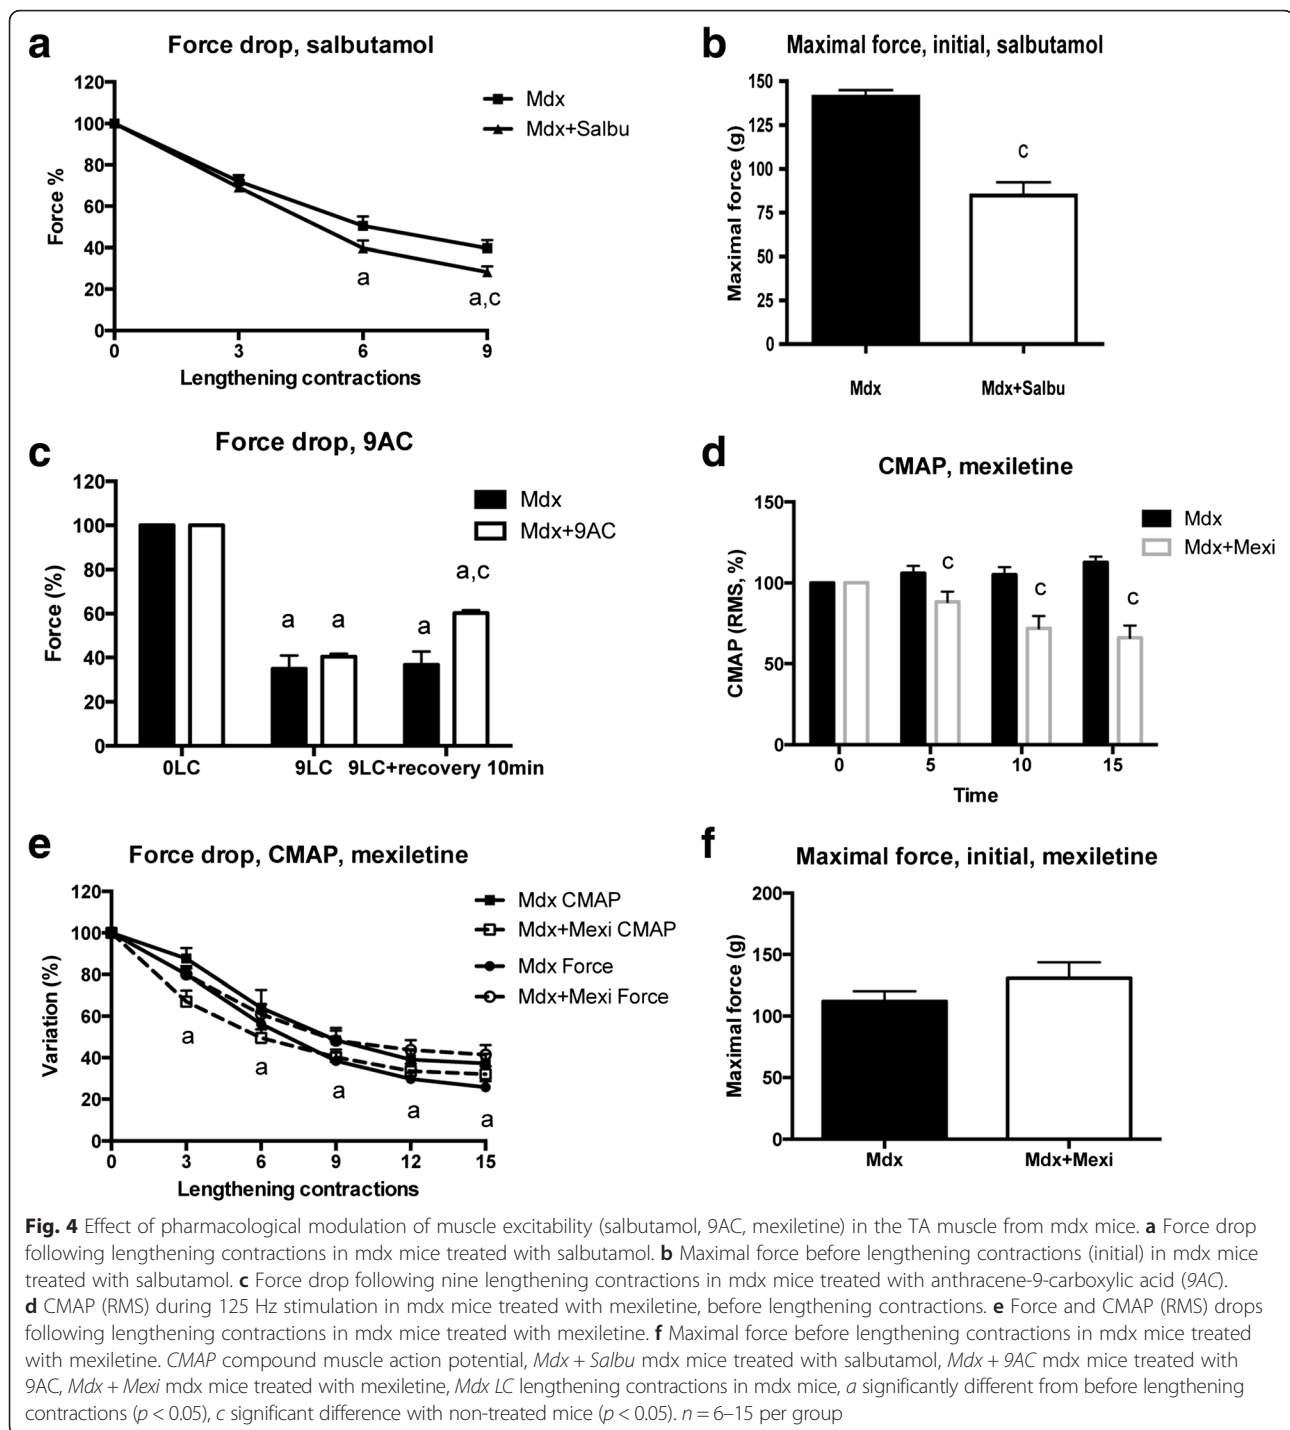 a
Force drop, salbutamol
120
100
80
60
40
20
0
Force %
0 3 6 9
Lengthening contractions
Mdx
Mdx+Salbu
a
a,c
b
Maximal force, initial, salbutamol
150
125
100
75
50
25
0
Maximal force (g)
c
Mdx Mdx+Salbu
c
Force drop, 9AC
120
100
80
60
40
20
0
Force (%)
Mdx
Mdx+9AC
a a a a,c
0LC 9LC 9LC+recovery 10min
d
CMAP, mexiletine
150
100
50
0
CMAP (RMS, %)
Mdx
Mdx+Mexi
c c c
0 5 10 15
Time
e
Force drop, CMAP, mexiletine
120
100
80
60
40
20
0
Variation (%)
Mdx CMAP
Mdx+Mexi CMAP
Mdx Force
Mdx+Mexi Force
a a a a a
0 3 6 9 12 15
Lengthening contractions
f
Maximal force, initial, mexiletine
200
150
100
50
0
Maximal force (g)
Mdx Mdx+Mexi
Fig. 4 Effect of pharmacological modulation of muscle excitability (salbutamol, 9AC, mexiletine) in the TA muscle from mdx mice. a Force drop
following lengthening contractions in mdx mice treated with salbutamol. b Maximal force before lengthening contractions (initial) in mdx mice
treated with salbutamol. c Force drop following nine lengthening contractions in mdx mice treated with anthracene-9-carboxylic acid (9AC).
d CMAP (RMS) during 125 Hz stimulation in mdx mice treated with mexiletine, before lengthening contractions. e Force and CMAP (RMS) drops
following lengthening contractions in mdx mice treated with mexiletine. f Maximal force before lengthening contractions in mdx mice treated
with mexiletine. CMAP compound muscle action potential, Mdx + Salbu mdx mice treated with salbutamol, Mdx + 9AC mdx mice treated with
9AC, Mdx + Mexi mdx mice treated with mexiletine, Mdx LC lengthening contractions in mdx mice, a significantly different from before lengthening
contractions (p < 0.05), c significant difference with non-treated mice (p < 0.05). n = 6–15 per group